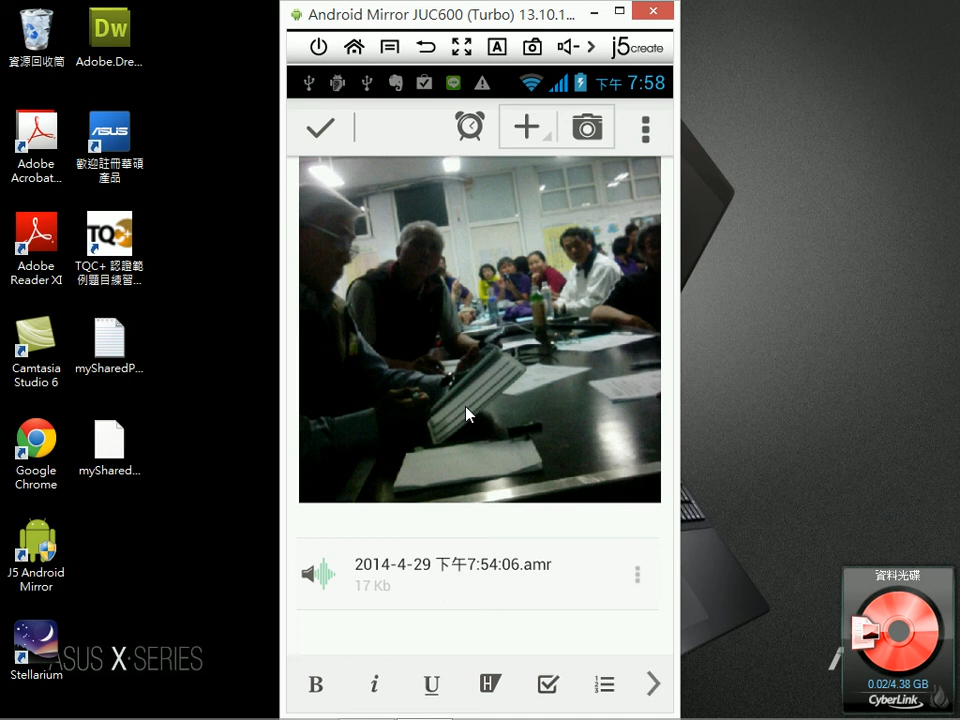 Android Mirror JUC600 (Turbo) 13.10.1...
j5create
下午 7:58
資源回收筒
Dw
Adobe.Dre...
Adobe
Acrobat...
ASUS
歡迎註冊華碩
產品
Adobe
Reader XI
TQC+
TQC+ 認證範
例題目練習...
Camtasia
Studio 6
mySharedP...
Google
Chrome
myShared...
J5 Android
Mirror
Stellarium
ASUS X-SERIES
2014-4-29 下午7:54:06.amr
17 Kb
B i U H
資料光碟
0.02/4.38 GB
CyberLink